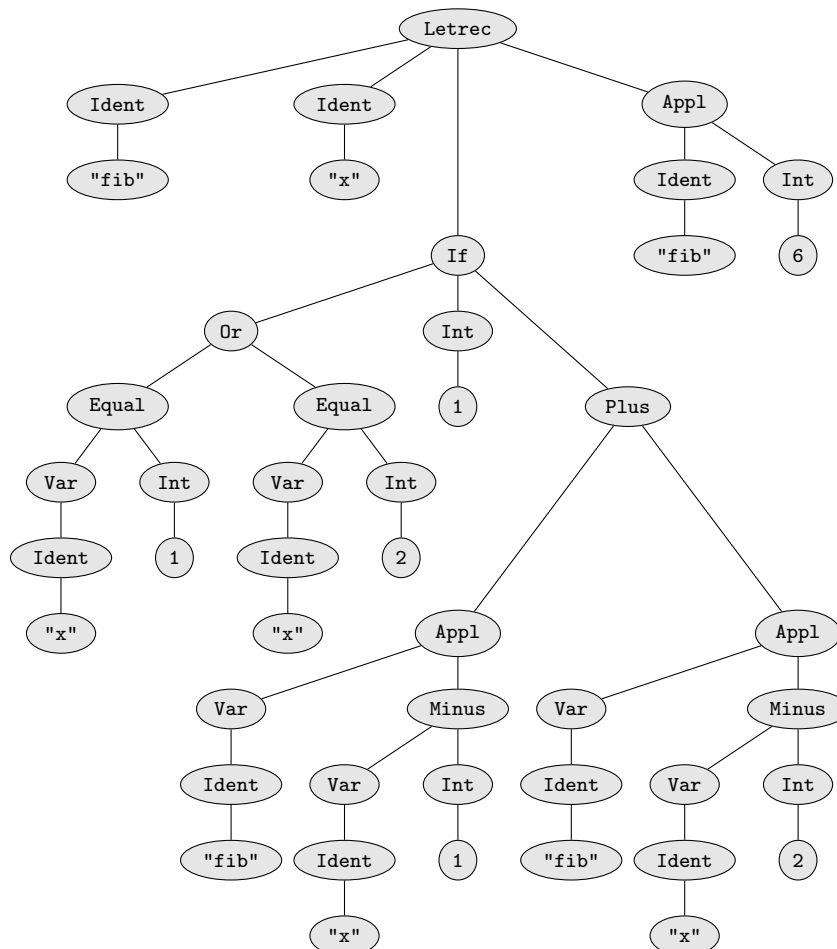 Letrec
Ident Ident Appl
"fib" "x" Ident Int
"fib" 6
If
Or Int
Equal Equal 1 Plus
Var Int Var Int
Ident 1 Ident 2
"x" "x" Appl Appl
Var Minus Var Minus
Ident Var Int Ident Var Int
"fib" Ident 1 "fib" Ident 2
"x" "x"